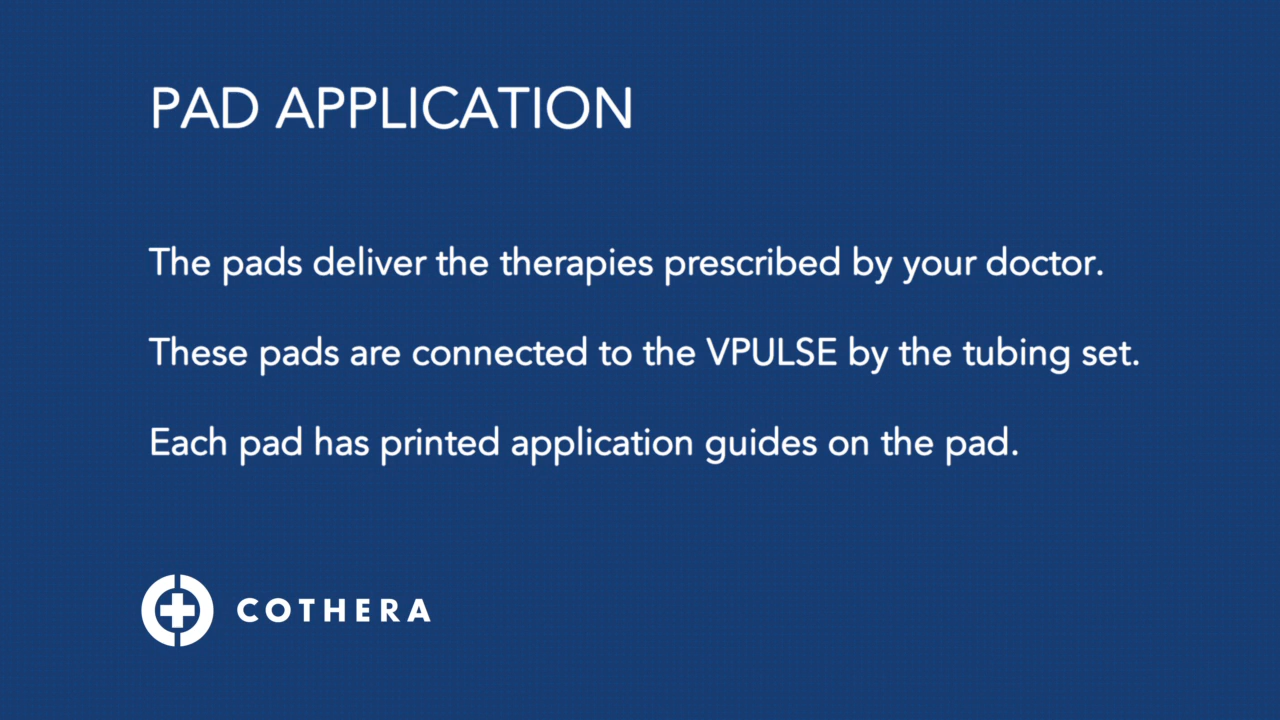 PAD APPLICATION
The pads deliver the therapies prescribed by your doctor.
These pads are connected to the VPULSE by the tubing set.
Each pad has printed application guides on the pad.
COTHERA